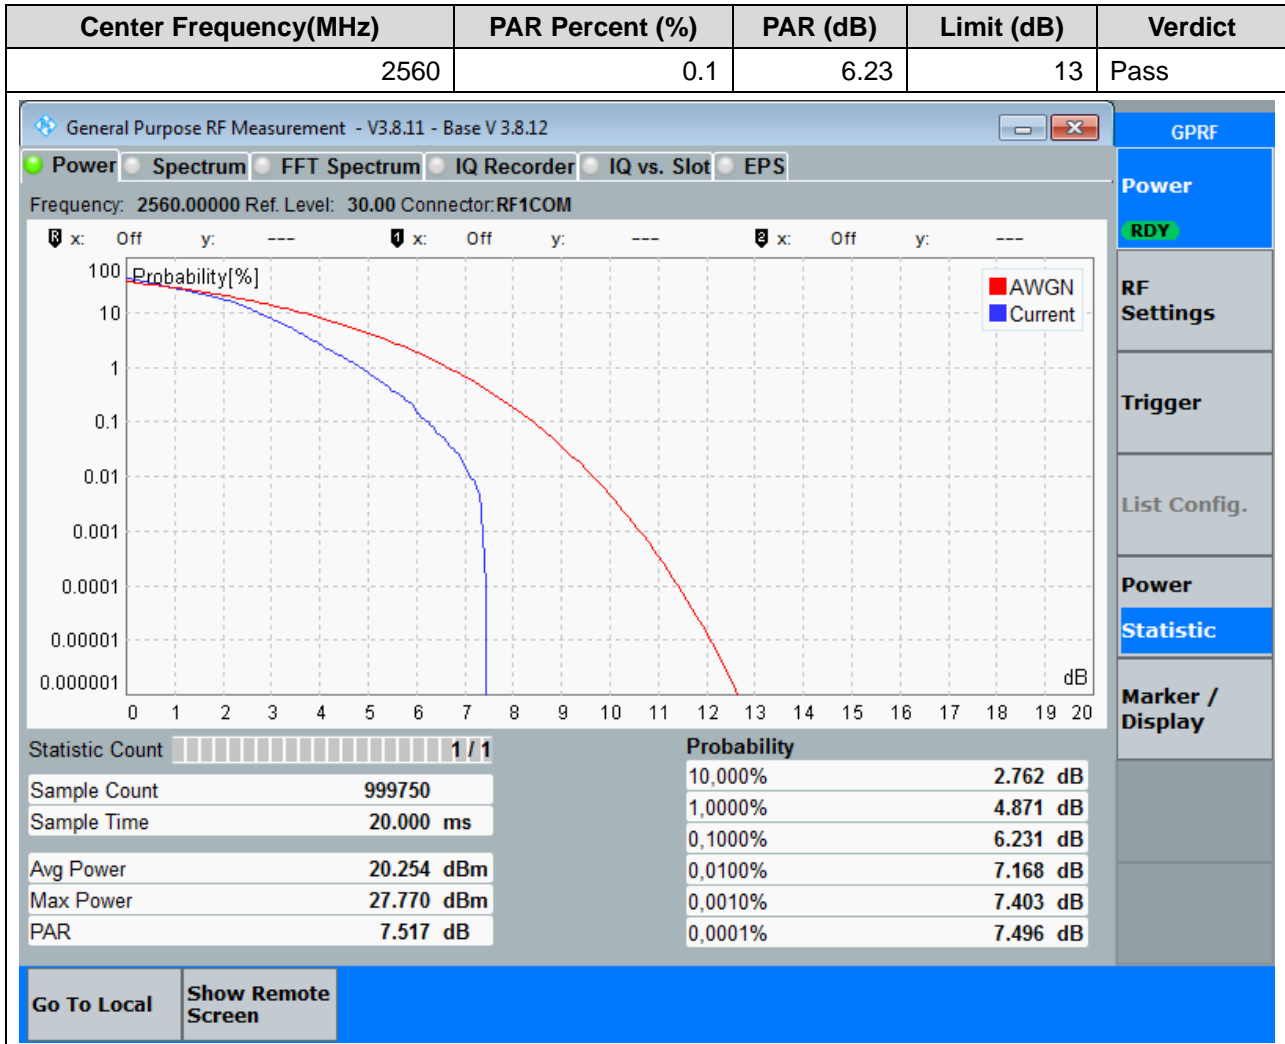 Center Frequency(MHz) PAR Percent (%) PAR (dB) Limit (dB) Verdict
2560 0.1 6.23 13 Pass
General Purpose RF Measurement - V3.8.11 - Base V 3.8.12
GPRF
Power Spectrum FFT Spectrum IQ Recorder IQ vs. Slot EPS
Frequency: 2560.00000 Ref. Level: 30.00 Connector:RF1COM
R x: Off y: --- 1 x: Off y: --- 2 x: Off y: ---
Probability[%]
AWGN
Current
100
10
1
0.1
0.01
0.001
0.0001
0.00001
0.000001
dB
0 1 2 3 4 5 6 7 8 9 10 11 12 13 14 15 16 17 18 19 20
Statistic Count 1 / 1
Sample Count 999750
Sample Time 20.000 ms
Avg Power 20.254 dBm
Max Power 27.770 dBm
PAR 7.517 dB
Probability
10,000% 2.762 dB
1,0000% 4.871 dB
0,1000% 6.231 dB
0,0100% 7.168 dB
0,0010% 7.403 dB
0,0001% 7.496 dB
Power
RDY
RF
Settings
Trigger
List Config.
Power
Statistic
Marker /
Display
Go To Local
Show Remote
Screen